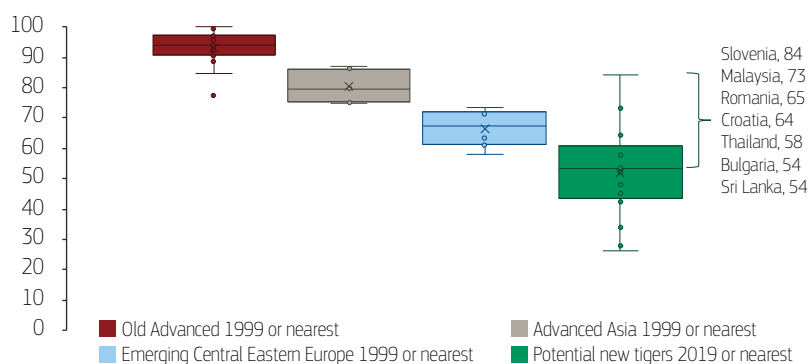 100
90
80
70
60
50
40
30
20
10
0
Slovenia, 84
Malaysia, 73
Romania, 65
Croatia, 64
Thailand, 58
Bulgaria, 54
Sri Lanka, 54
Old Advanced 1999 or nearest
Advanced Asia 1999 or nearest
Emerging Central Eastern Europe 1999 or nearest
Potential new tigers 2019 or nearest